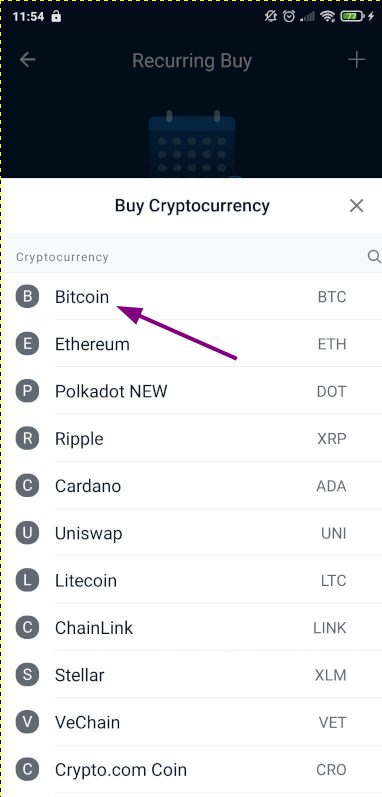 11:54 77
Recurring Buy
Buy Cryptocurrency
Cryptocurrency
B Bitcoin BTC
E Ethereum ETH
P Polkadot NEW DOT
R Ripple XRP
C Cardano ADA
U Uniswap UNI
L Litecoin LTC
C ChainLink LINK
S Stellar XLM
V VeChain VET
C Crypto.com Coin CRO